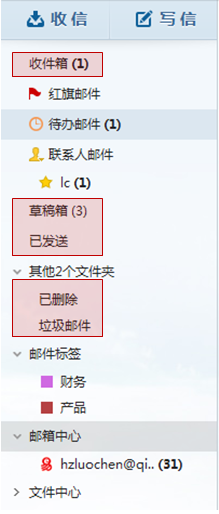 收信 写信
收件箱 (1)
红旗邮件
待办邮件 (1)
联系人邮件
lc (1)
草稿箱 (3)
已发送
其他2个文件夹
已删除
垃圾邮件
邮件标签
财务
产品
邮箱中心
hzluochen@qi.. (31)
文件中心